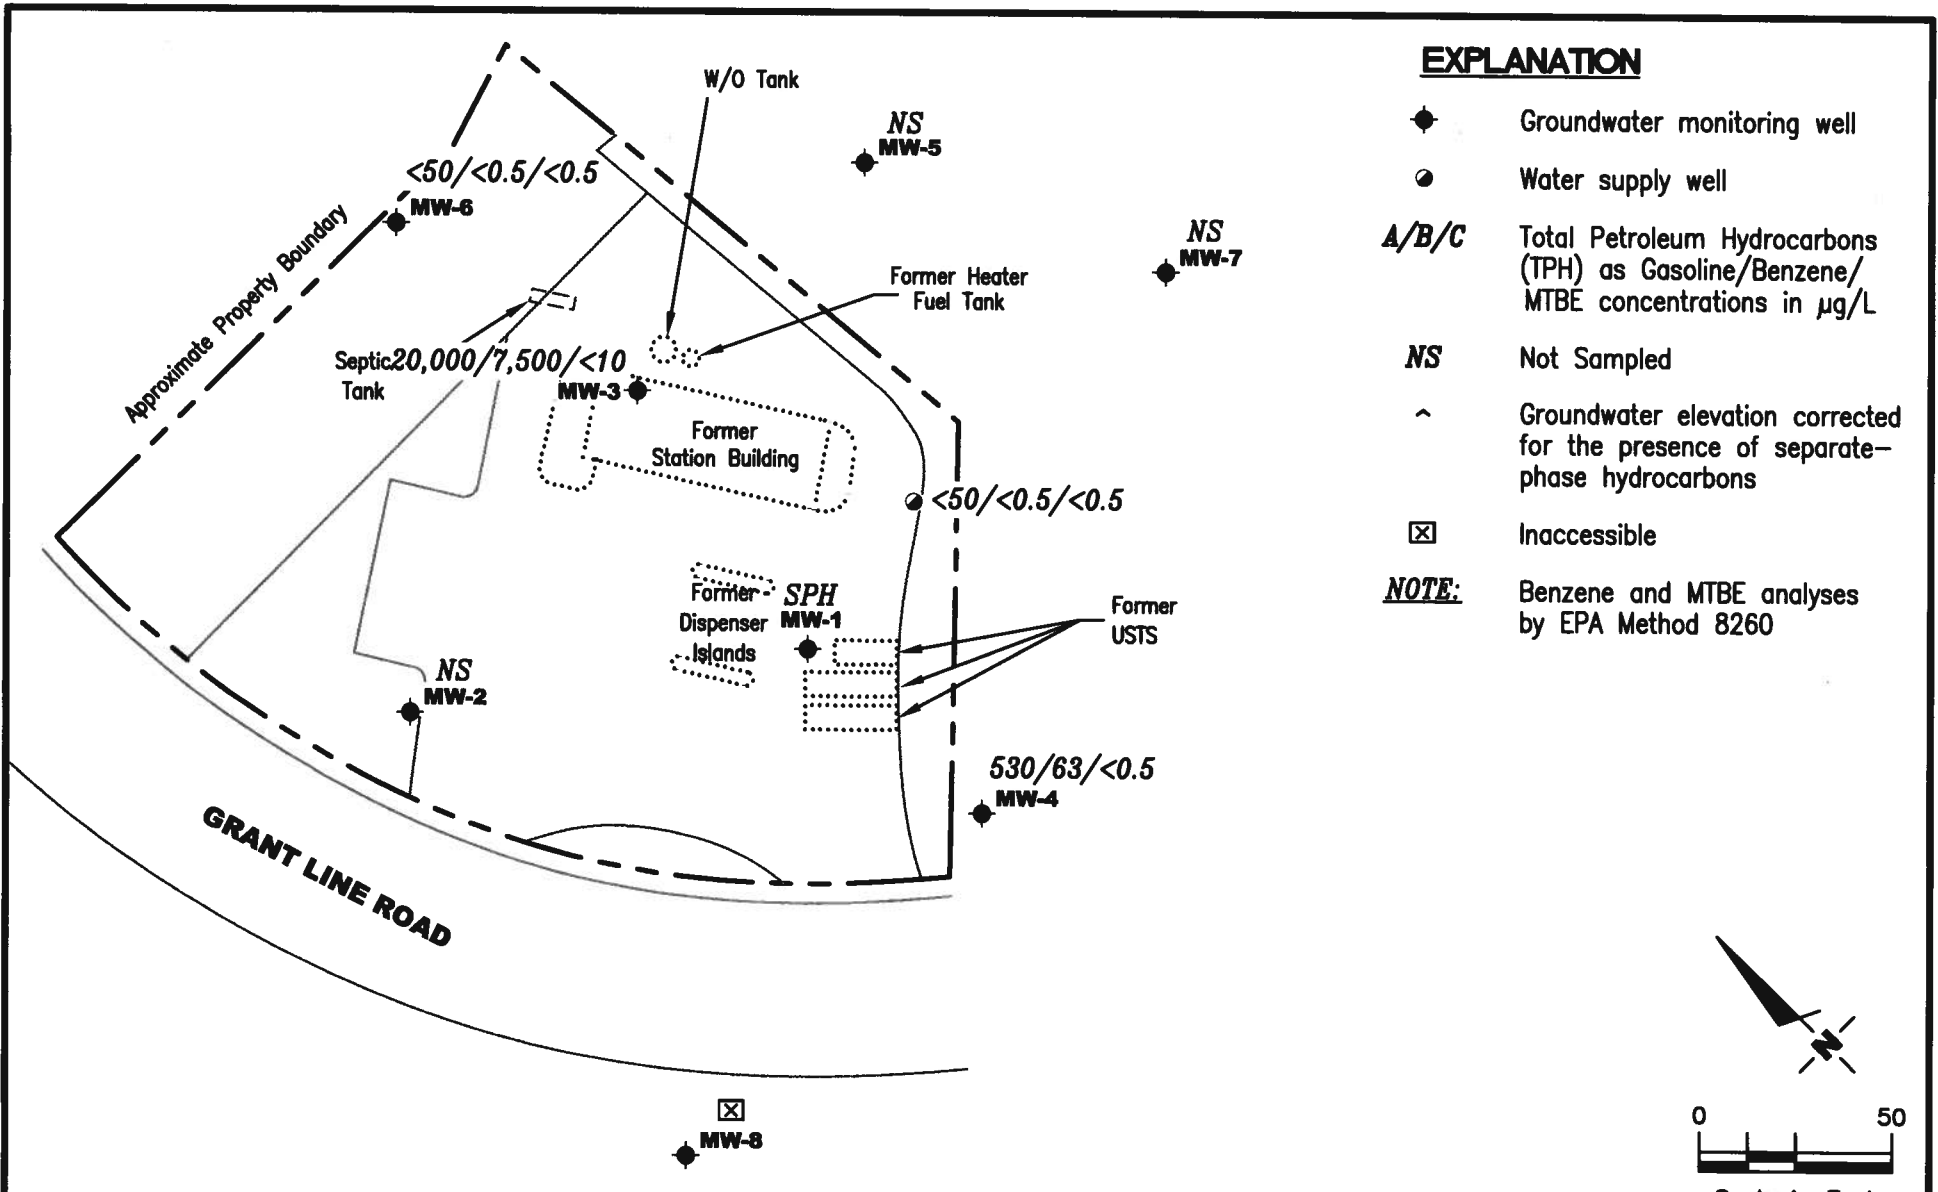 EXPLANATION
Groundwater monitoring well
Water supply well
A/B/C
Total Petroleum Hydrocarbons
(TPH) as Gasoline/Benzene/
MTBE concentrations in µg/L
NS
Not Sampled
^
Groundwater elevation corrected
for the presence of separate-
phase hydrocarbons
Inaccessible
NOTE:
Benzene and MTBE analyses
by EPA Method 8260
W/O Tank
NS
MW-5
<50/<0.5/<0.5
MW-6
Approximate Property Boundary
NS
MW-7
Former Heater
Fuel Tank
Septic
Tank
20,000/7,500/<10
MW-3
Former
Station Building
<50/<0.5/<0.5
Former
Dispenser
Islands
SPH
MW-1
Former
USTS
NS
MW-2
530/63/<0.5
MW-4
GRANT LINE ROAD
MW-8
N
0 50